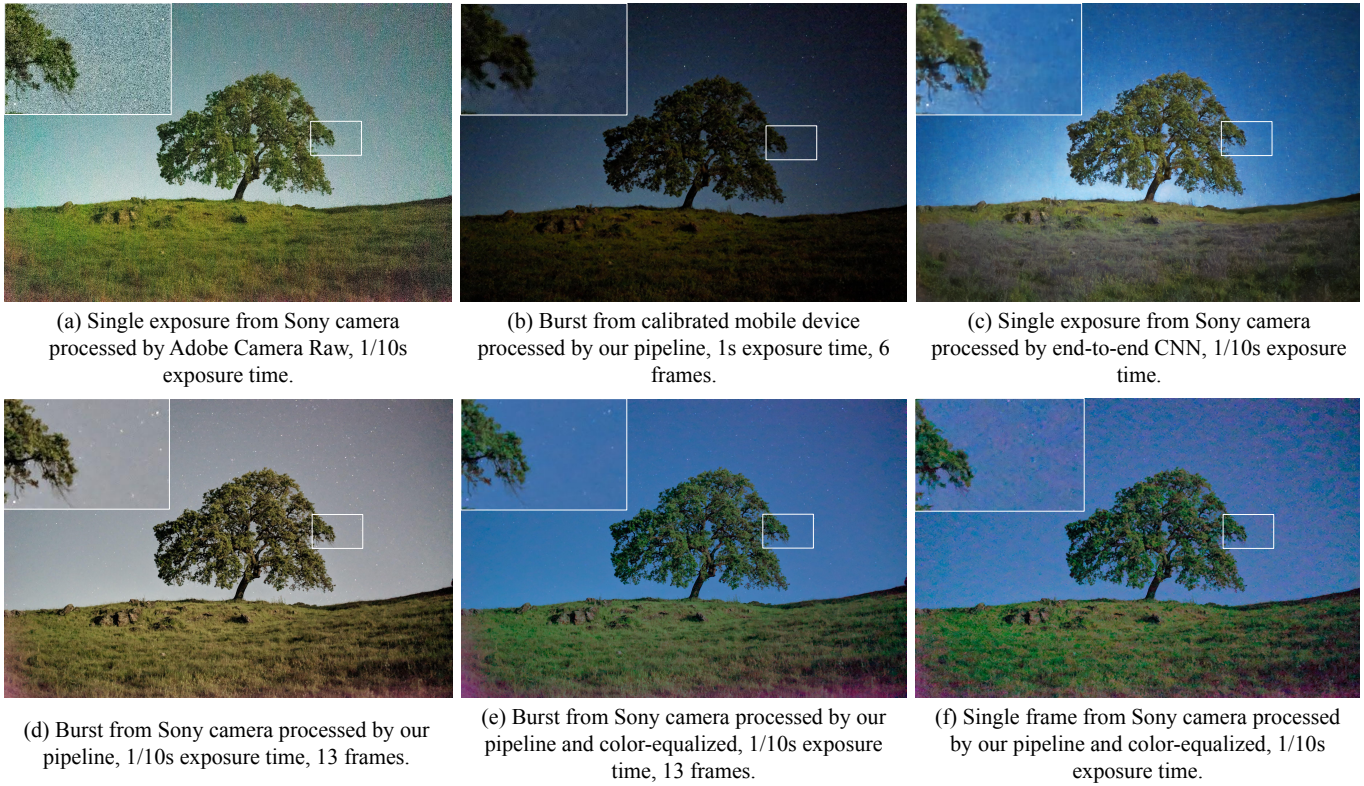 (a) Single exposure from Sony camera
processed by Adobe Camera Raw, 1/10s
exposure time.
(b) Burst from calibrated mobile device
processed by our pipeline, 1s exposure time, 6
frames.
(c) Single exposure from Sony camera
processed by end-to-end CNN, 1/10s exposure
time.
(d) Burst from Sony camera processed by our
pipeline, 1/10s exposure time, 13 frames.
(e) Burst from Sony camera processed by our
pipeline and color-equalized, 1/10s exposure
time, 13 frames.
(f) Single frame from Sony camera processed
by our pipeline and color-equalized, 1/10s
exposure time.